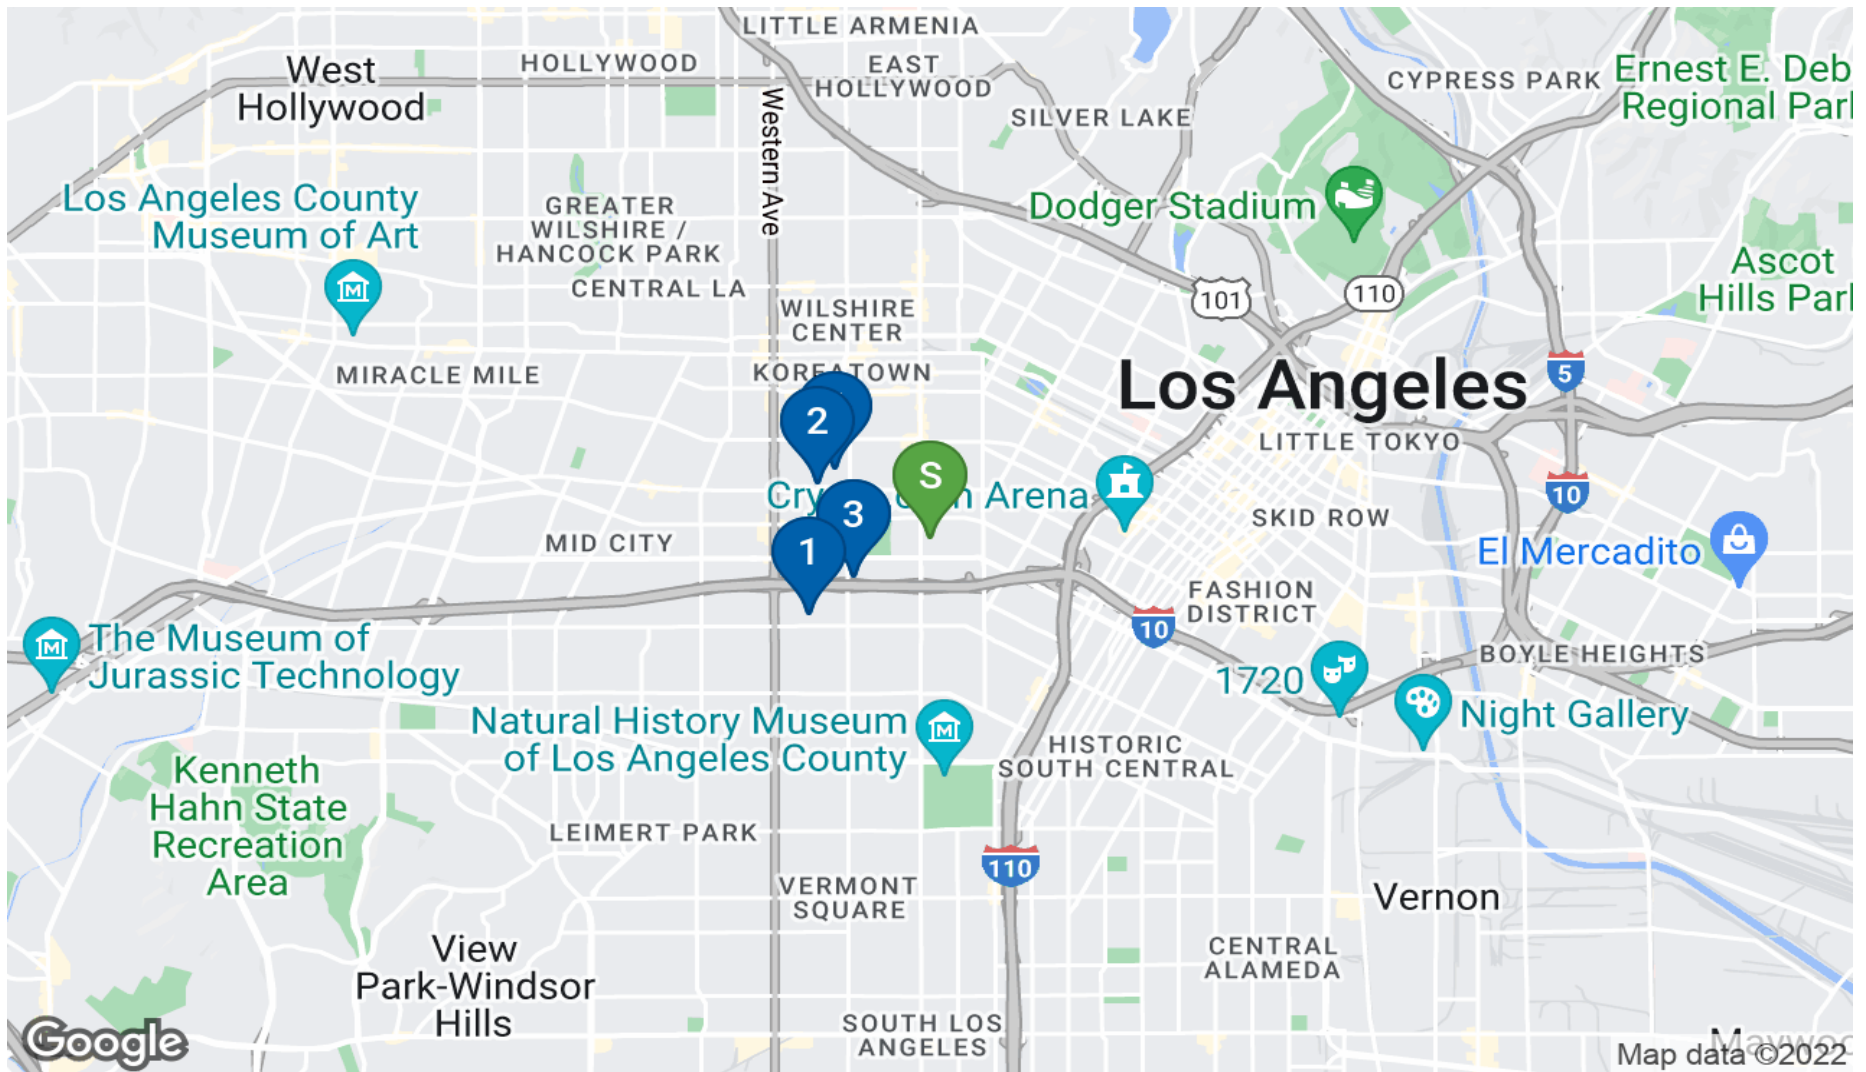 LITTLE ARMENIA
West
Hollywood
HOLLYWOOD
EAST
HOLLYWOOD
CYPRESS PARK
Ernest E. Deb
Regional Park
SILVER LAKE
Western Ave
Los Angeles County
Museum of Art
GREATER
WILSHIRE /
HANCOCK PARK
Dodger Stadium
CENTRAL LA
Ascot
Hills Park
101
110
WILSHIRE
CENTER
MIRACLE MILE
KOREATOWN
Los Angeles
5
2
LITTLE TOKYO
S
Cry
n Arena
10
3
SKID ROW
MID CITY
1
El Mercadito
FASHION
DISTRICT
10
The Museum of
Jurassic Technology
BOYLE HEIGHTS
1720
Natural History Museum
of Los Angeles County
Night Gallery
HISTORIC
SOUTH CENTRAL
Kenneth
Hahn State
Recreation
Area
LEIMERT PARK
110
VERMONT
SQUARE
Vernon
View
Park-Windsor
Hills
CENTRAL
ALAMEDA
SOUTH LOS
ANGELES
Google
Maywoo
Map data ©2022